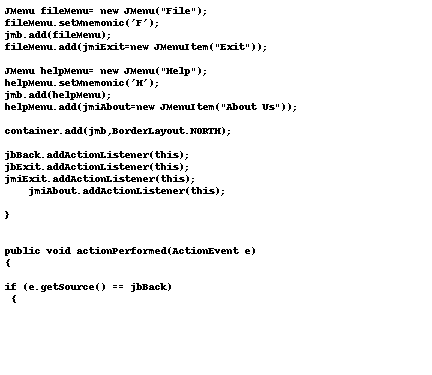 JMenu fileMenu= new JMenu("File");
fileMenu.setMnemonic('F');
jmb.add(fileMenu);
fileMenu.add(jmiExit=new JMenuItem("Exit"));
JMenu helpMenu= new JMenu("Help");
helpMenu.setMnemonic('H');
jmb.add(helpMenu);
helpMenu.add(jmiAbout=new JMenuItem("About Us"));
container.add(jmb,BorderLayout.NORTH);
jbBack.addActionListener(this);
jbExit.addActionListener(this);
jmiExit.addActionListener(this);
jmiAbout.addActionListener(this);
}
public void actionPerformed(ActionEvent e)
{
if (e.getSource() == jbBack)
{